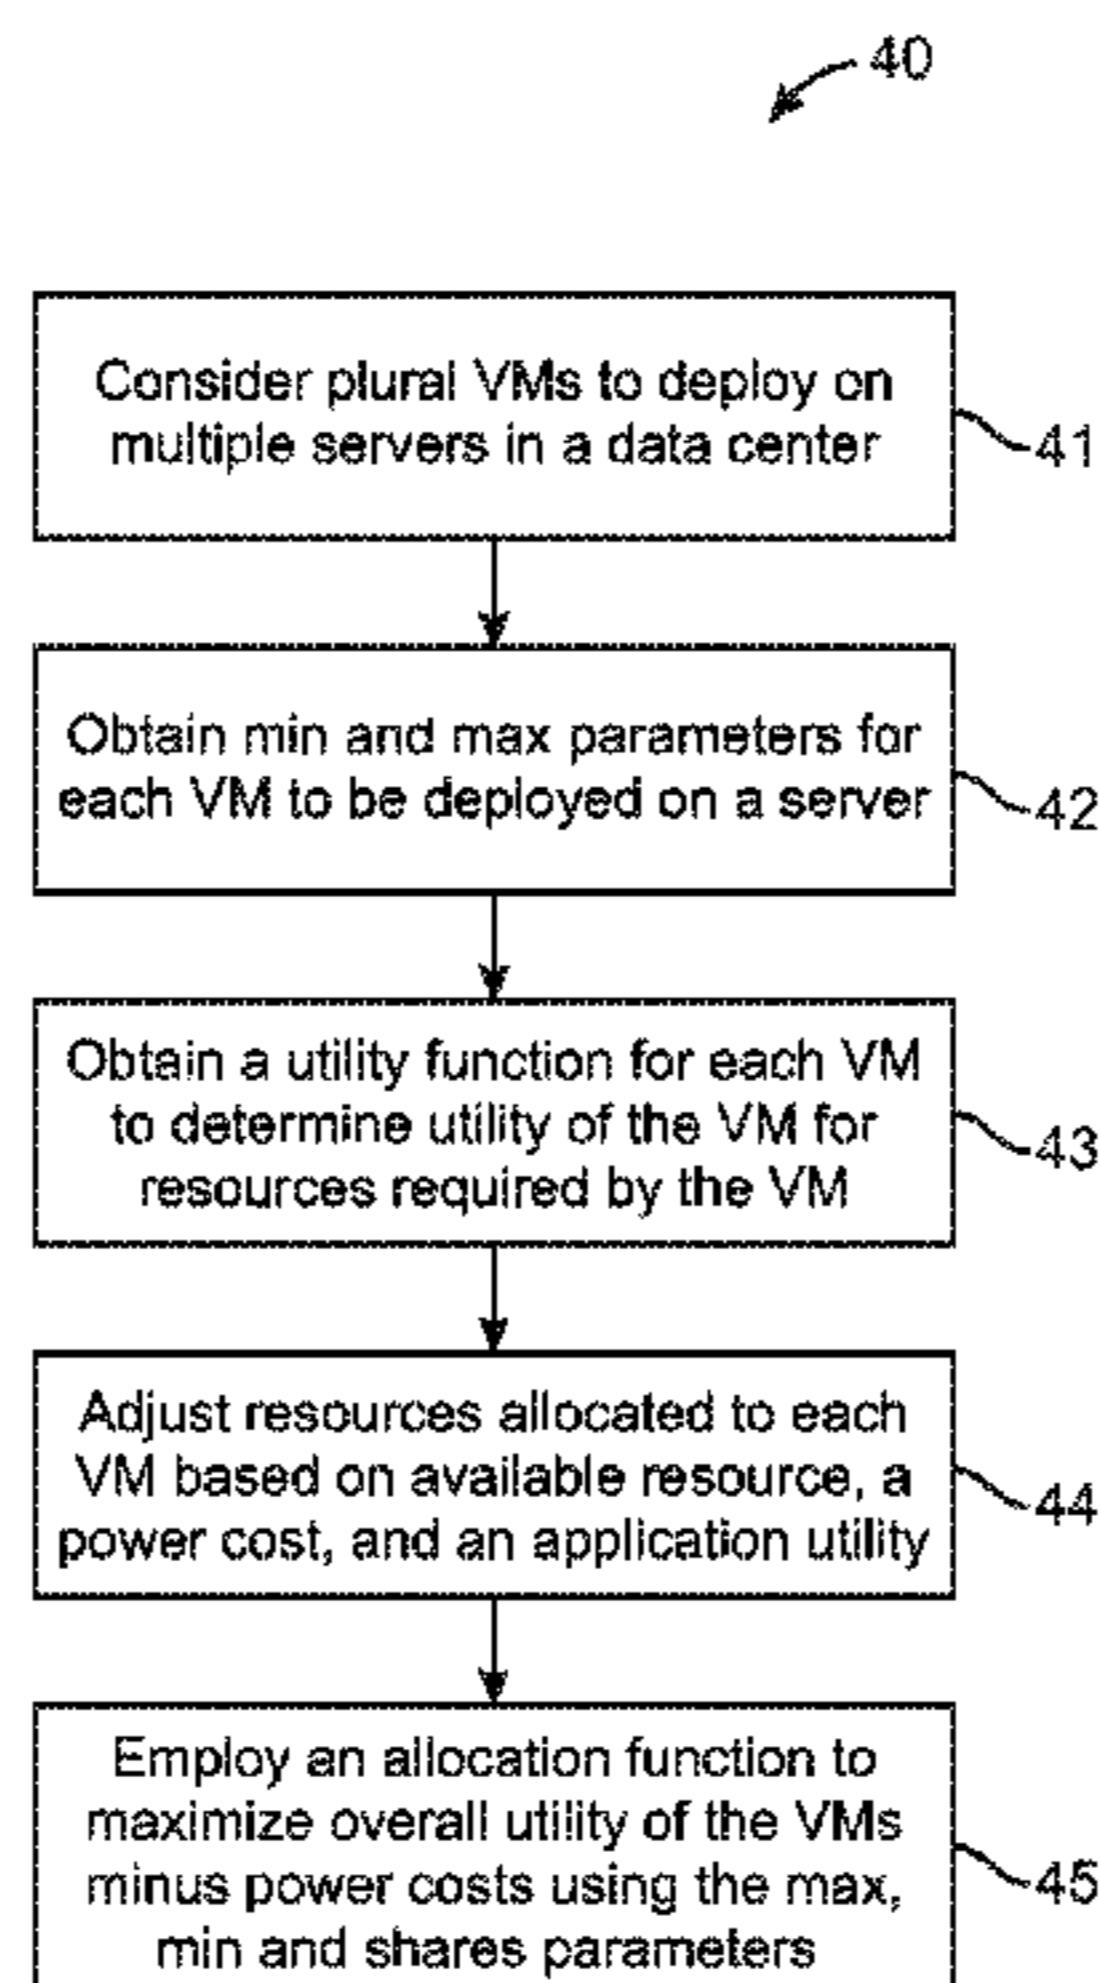 40
Consider plural VMs to deploy on
multiple servers in a data center
41
Obtain min and max parameters for
each VM to be deployed on a server
42
Obtain a utility function for each VM
to determine utility of the VM for
resources required by the VM
43
Adjust resources allocated to each
VM based on available resource, a
power cost, and an application utility
44
Employ an allocation function to
maximize overall utility of the VMs
minus power costs using the max,
min and shares parameters
45